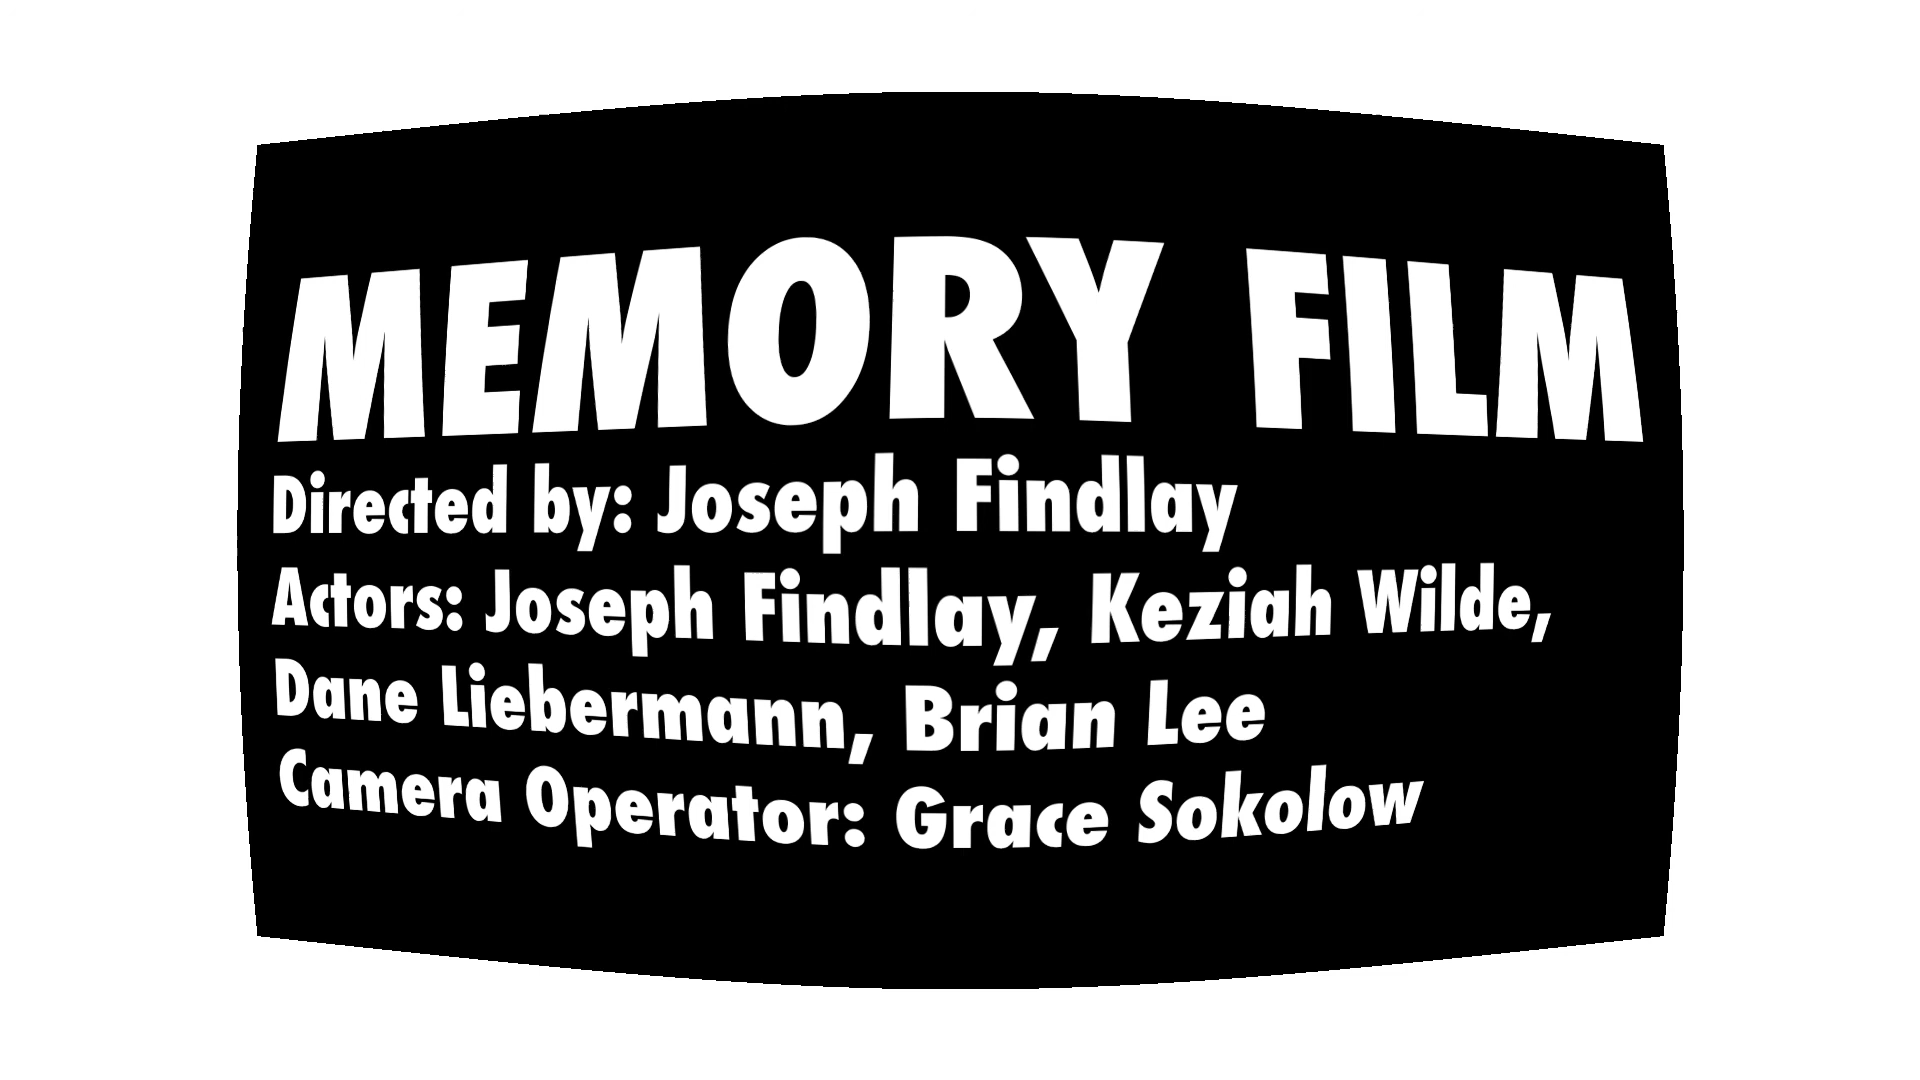 MEMORY FILM
Directed by: Joseph Findlay
Actors: Joseph Findlay, Keziah Wilde,
Dane Liebermann, Brian Lee
Camera Operator: Grace Sokolow